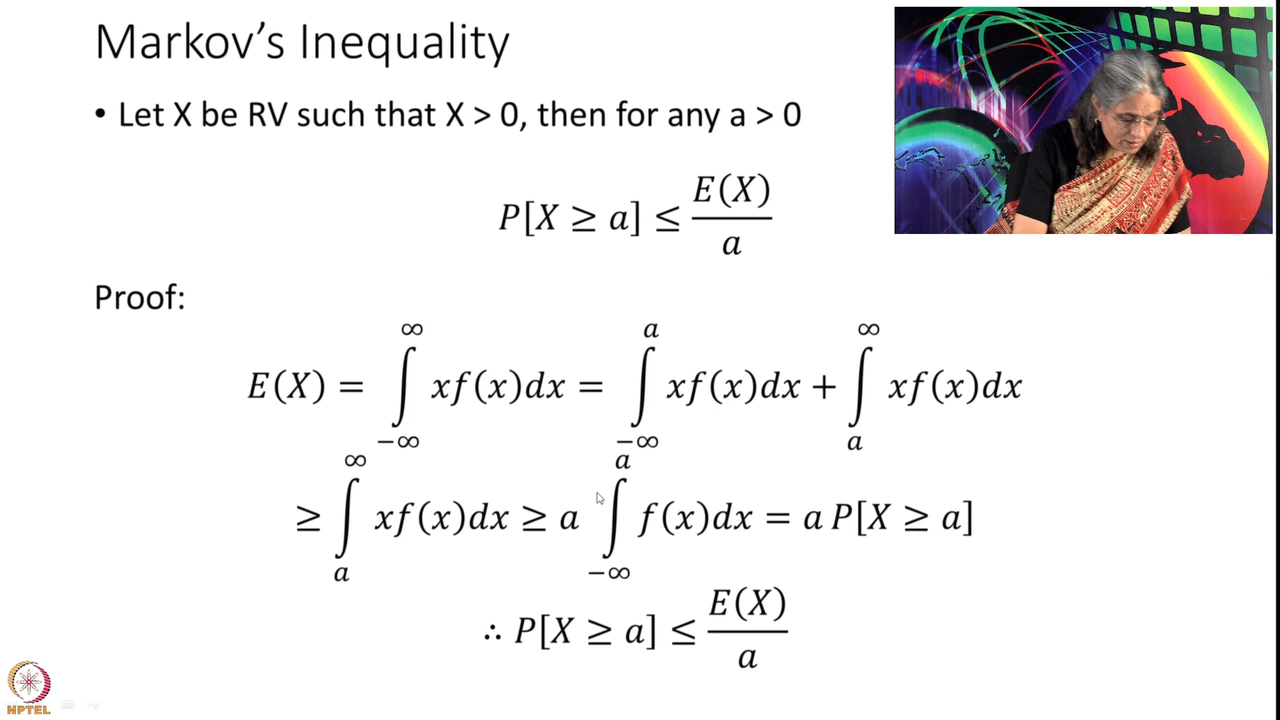 Markov's Inequality
• Let X be RV such that X > 0, then for any a > 0
P[X ≥ a] ≤ E(X)/a
Proof:
E(X) = ∫_{-∞}^{∞} xf(x)dx = ∫_{-∞}^{a} xf(x)dx + ∫_{a}^{∞} xf(x)dx
≥ ∫_{a}^{∞} xf(x)dx ≥ a ∫_{-∞}^{a} f(x)dx = a P[X ≥ a]
∴ P[X ≥ a] ≤ E(X)/a
NPTEL